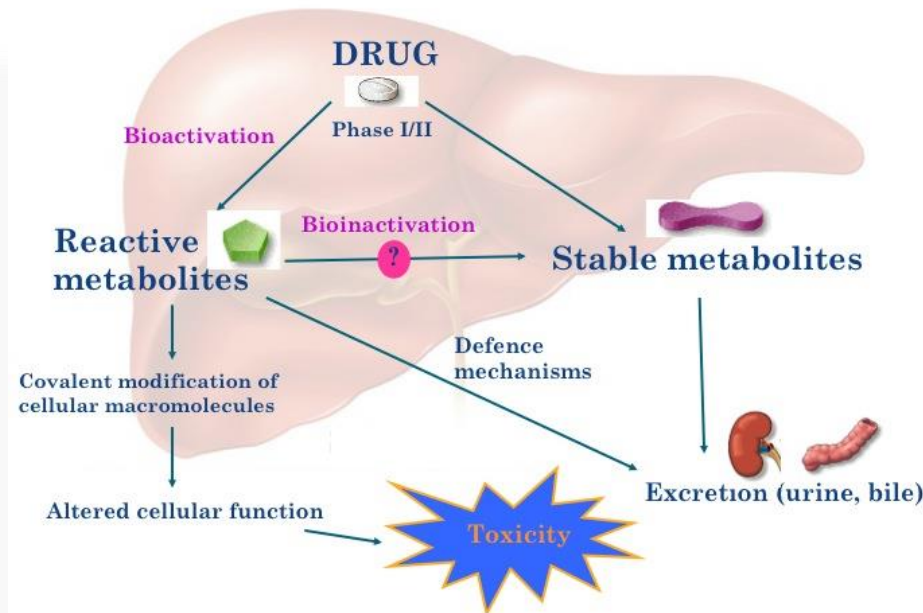 DRUG
Phase I/II
Bioactivation
Bioinactivation
?
Reactive
metabolites
Stable metabolites
Defence
mechanisms
Covalent modification of
cellular macromolecules
Excretion (urine, bile)
Altered cellular function
Toxicity